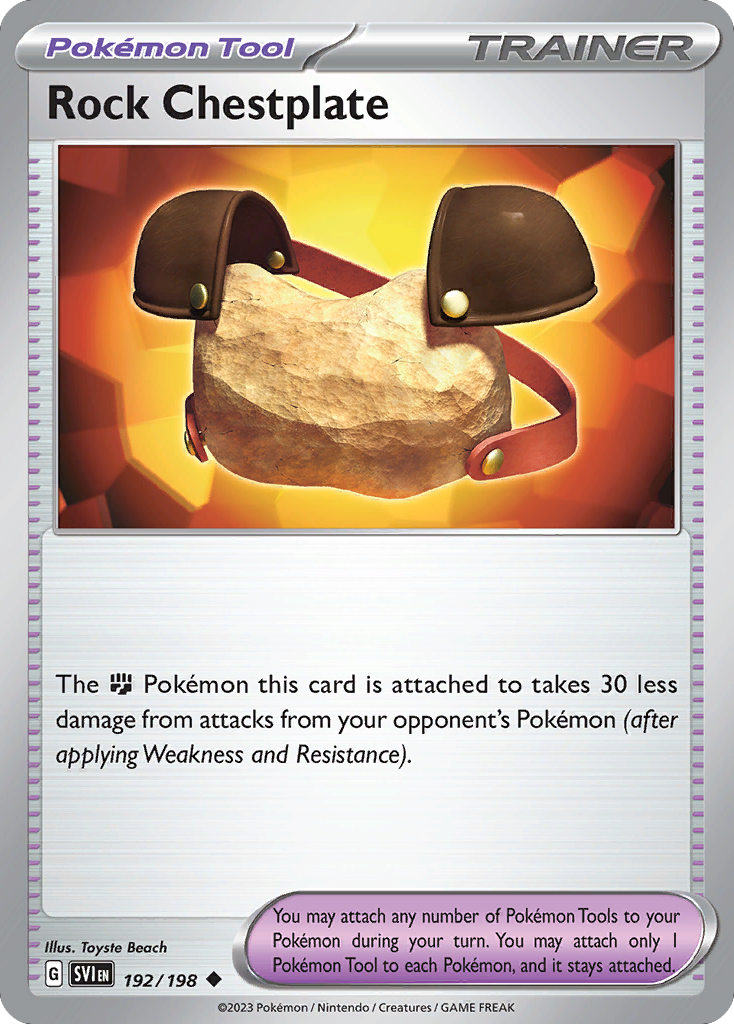 Pokémon Tool
TRAINER
Rock Chestplate
The Pokémon this card is attached to takes 30 less
damage from attacks from your opponent's Pokémon (after
applying Weakness and Resistance).
You may attach any number of Pokémon Tools to your
Pokémon during your turn. You may attach only 1
Pokémon Tool to each Pokémon, and it stays attached.
Illus. Toyste Beach
G SVI EN 192/198
©2023 Pokémon / Nintendo / Creatures / GAME FREAK